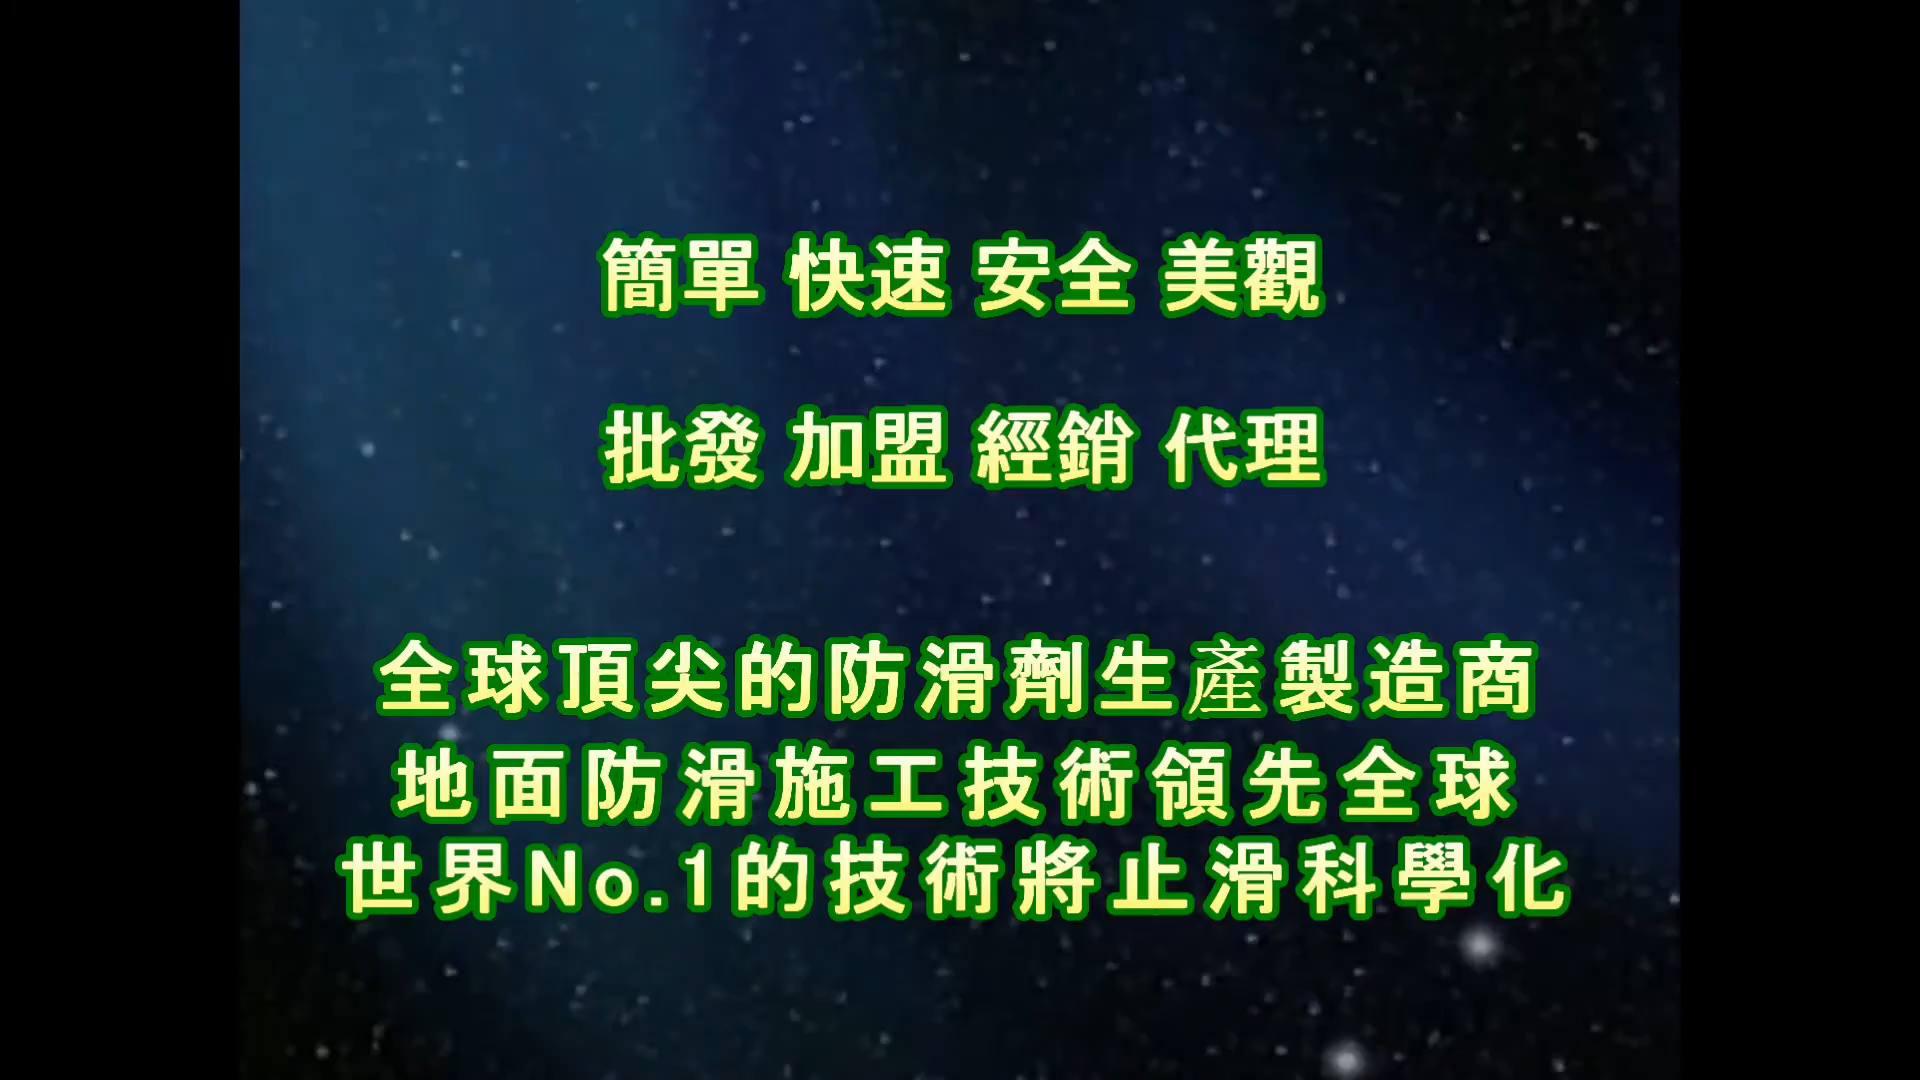 簡單 快速 安全 美觀
批發 加盟 經銷 代理
全球頂尖的防滑劑生產製造商
地面防滑施工技術領先全球
世界No.1的技術將止滑科學化